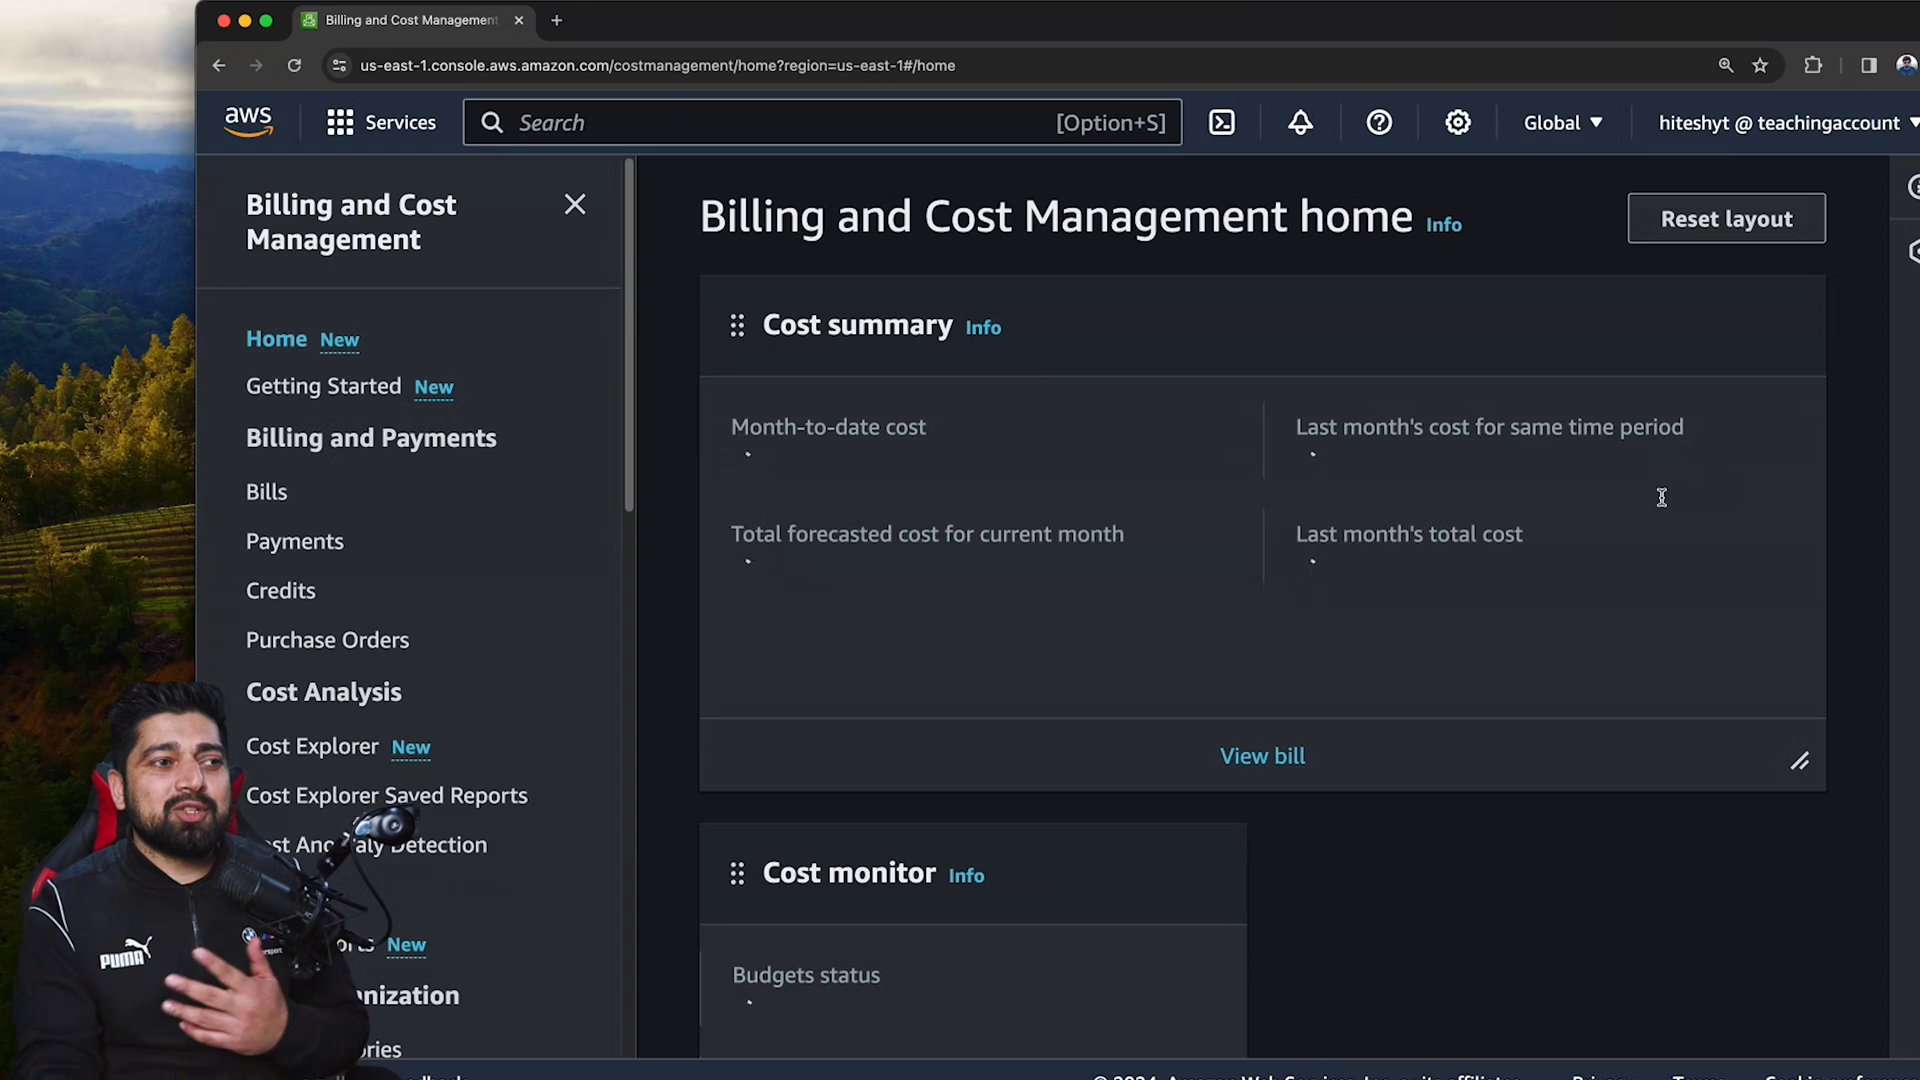 Billing and Cost Management
us-east-1.console.aws.amazon.com/costmanagement/home?region=us-east-1#/home
aws
Services
Search
[Option+S]
Global
hiteshyt @ teachingaccount
Billing and Cost
Management
Home New
Getting Started New
Billing and Payments
Bills
Payments
Credits
Purchase Orders
Cost Analysis
Cost Explorer New
Cost Explorer Saved Reports
Detection
New
Billing and Cost Management home Info
Reset layout
Cost summary Info
Month-to-date cost
Last month's cost for same time period
Total forecasted cost for current month
Last month's total cost
View bill
Cost monitor Info
Budgets status
PUMA